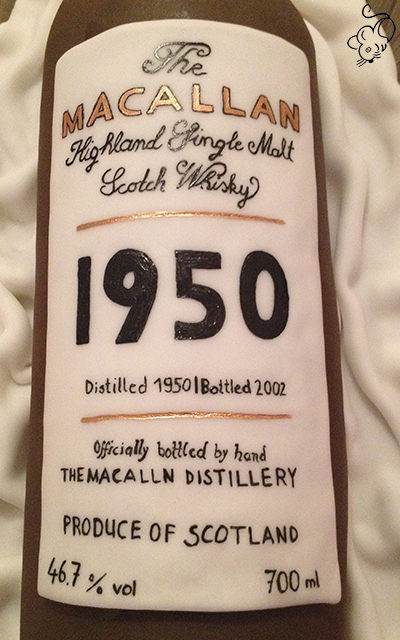 The
MACALLAN
Highland Single Malt
Scotch Whisky
1950
Distilled 1950|Bottled 2002
Officially bottled by hand
THE MACALLN DISTILLERY
PRODUCE OF SCOTLAND
46.7 % vol 700 ml